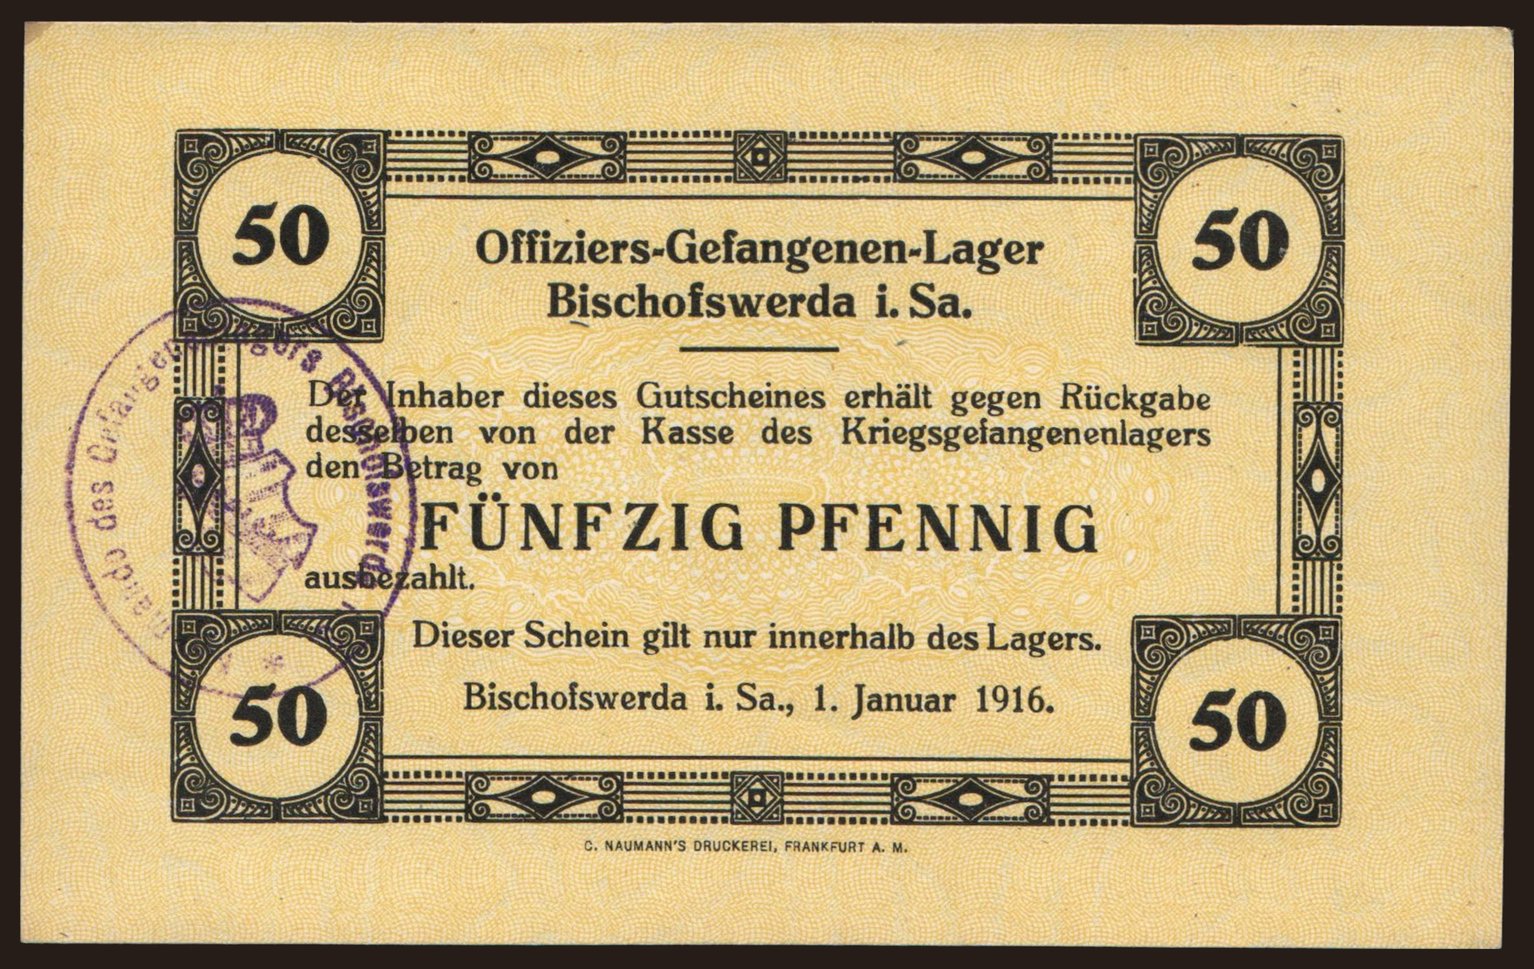 50
50
Offiziers-Gefangenen-Lager
Bischofswerda i. Sa.
Der Inhaber dieses Gutscheines erhält gegen Rückgabe
desselben von der Kasse des Kriegsgefangenenlagers
den Betrag von
FÜNFZIG PFENNIG
ausbezahlt.
Dieser Schein gilt nur innerhalb des Lagers.
Bischofswerda i. Sa., 1. Januar 1916.
50
50
C. NAUMANN'S DRUCKEREI, FRANKFURT A. M.
des Bischofswerda